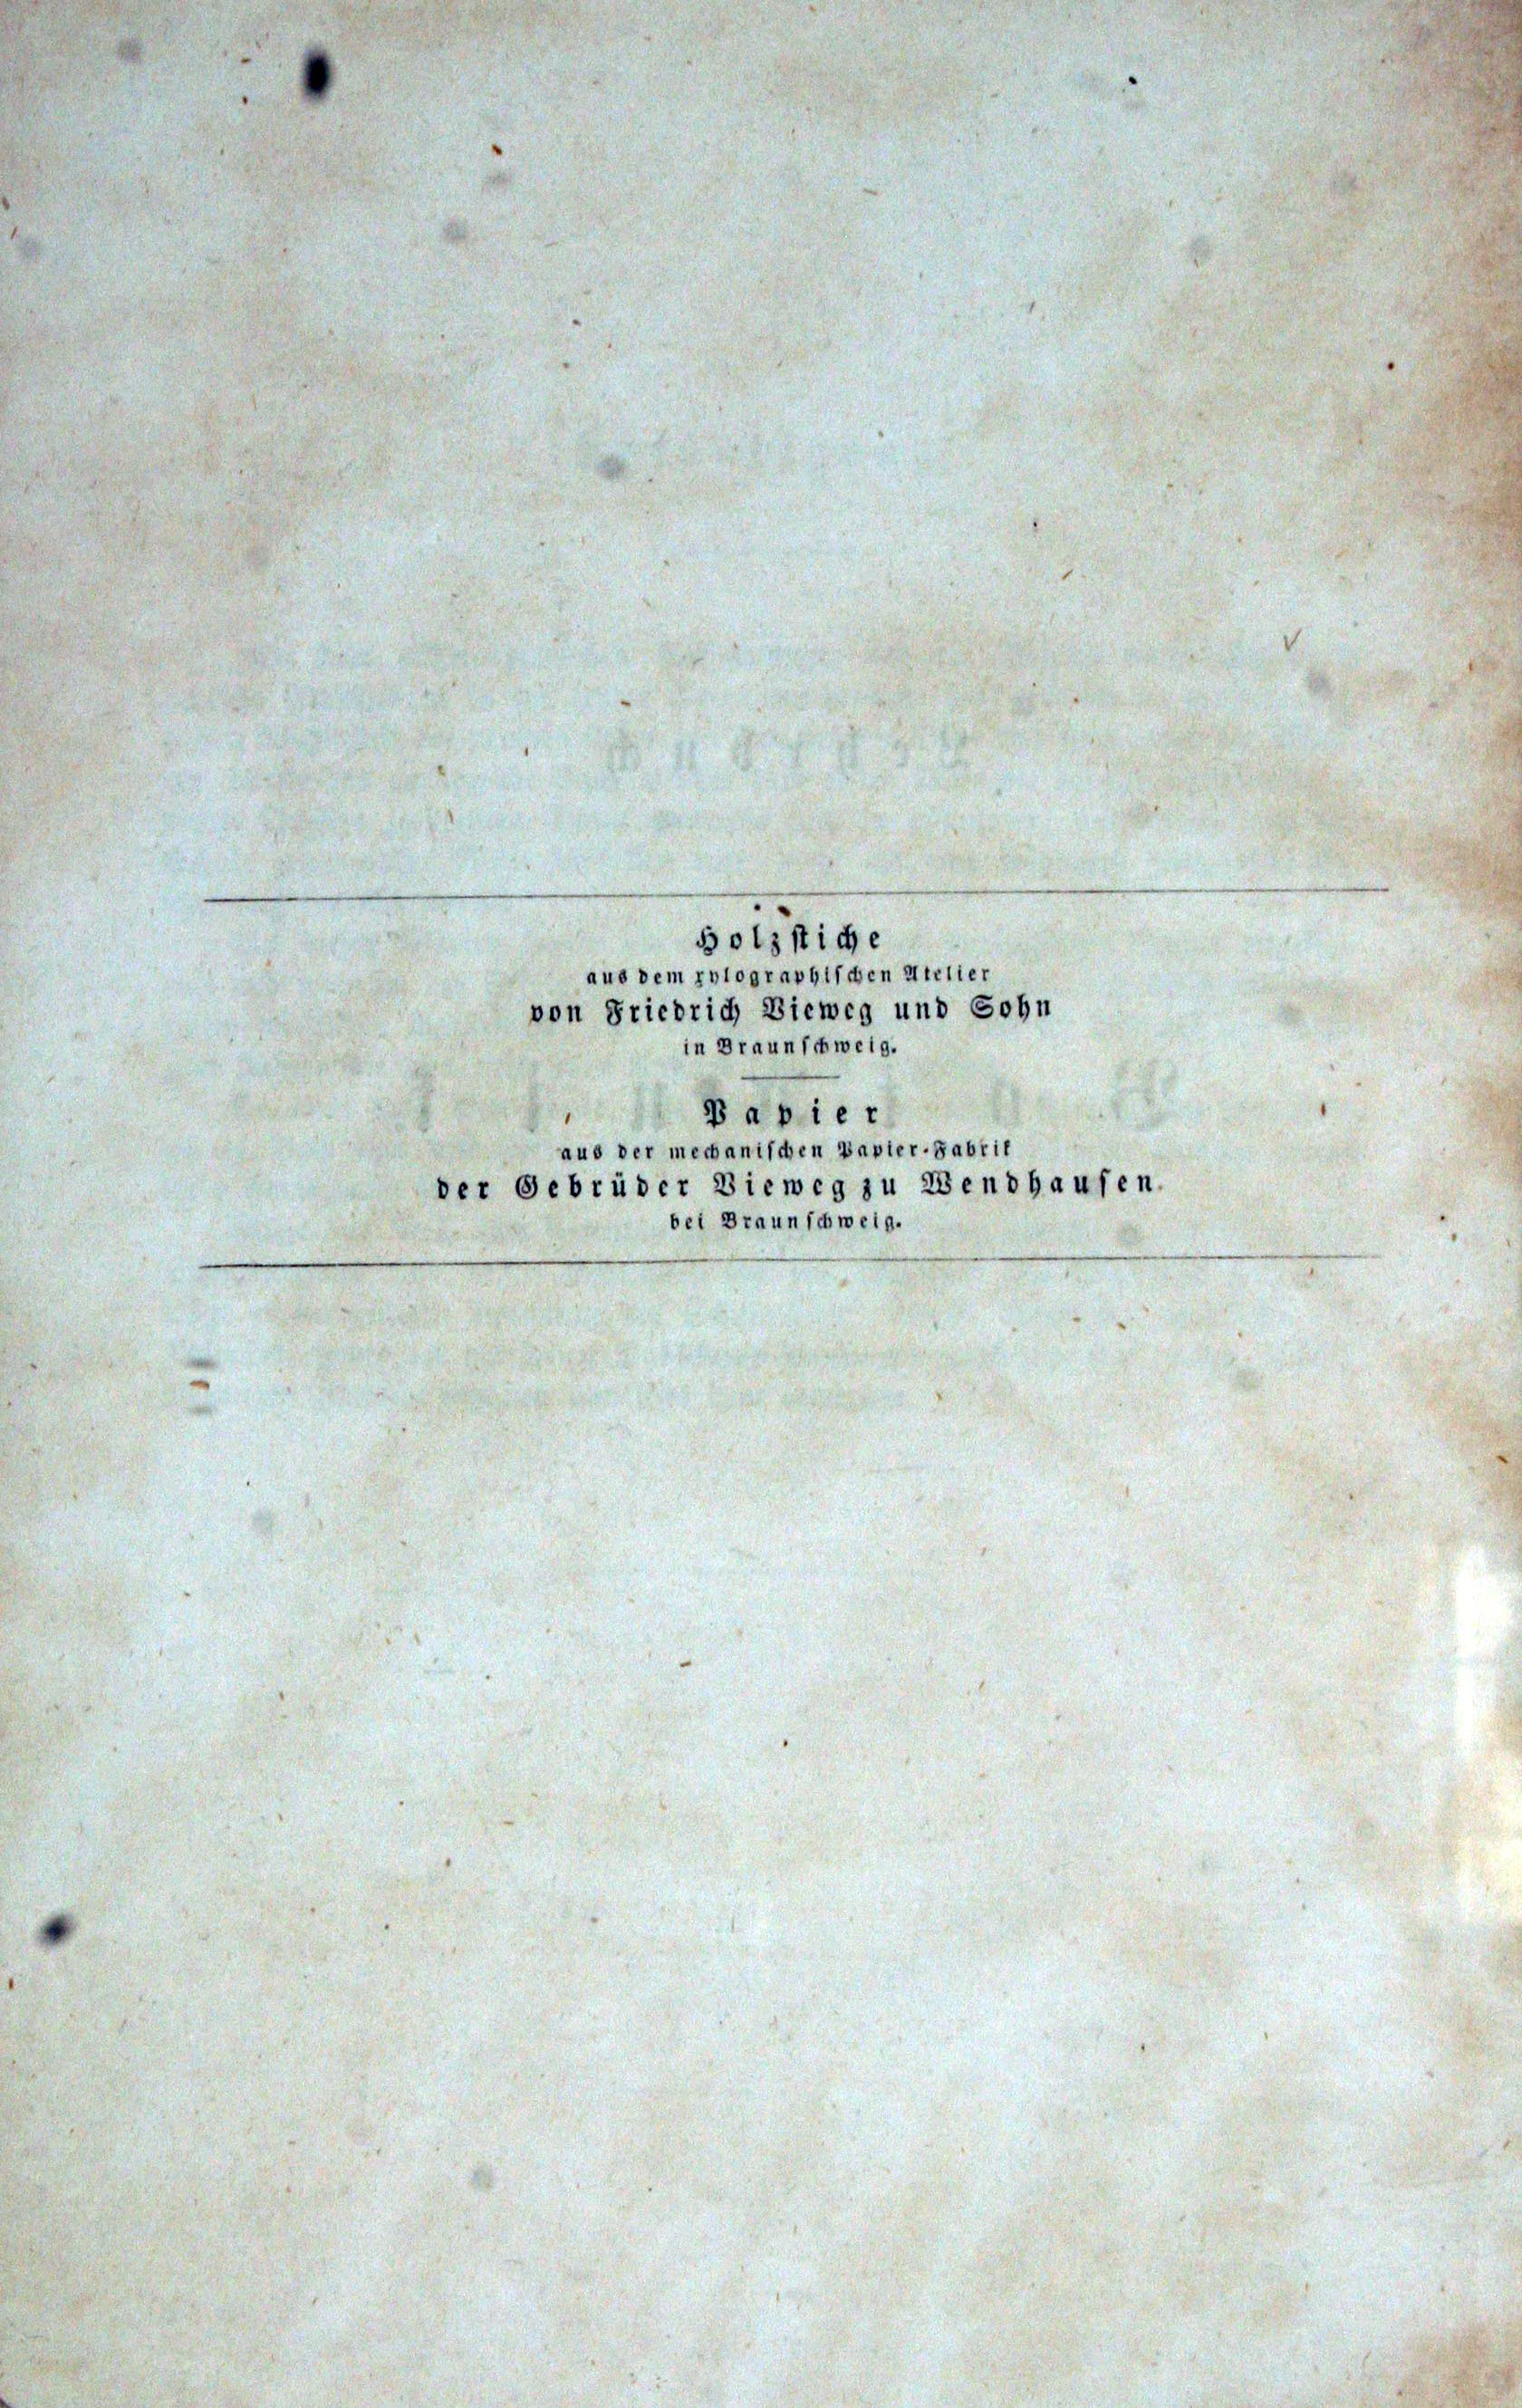 Holzstiche
aus dem xylographischen Atelier
von Friedrich Vieweg und Sohn
in Braunschweig.
Papier
aus der mechanischen Papier-Fabrik
der Gebrüder Vieweg zu Wendhausen
bei Braunschweig.